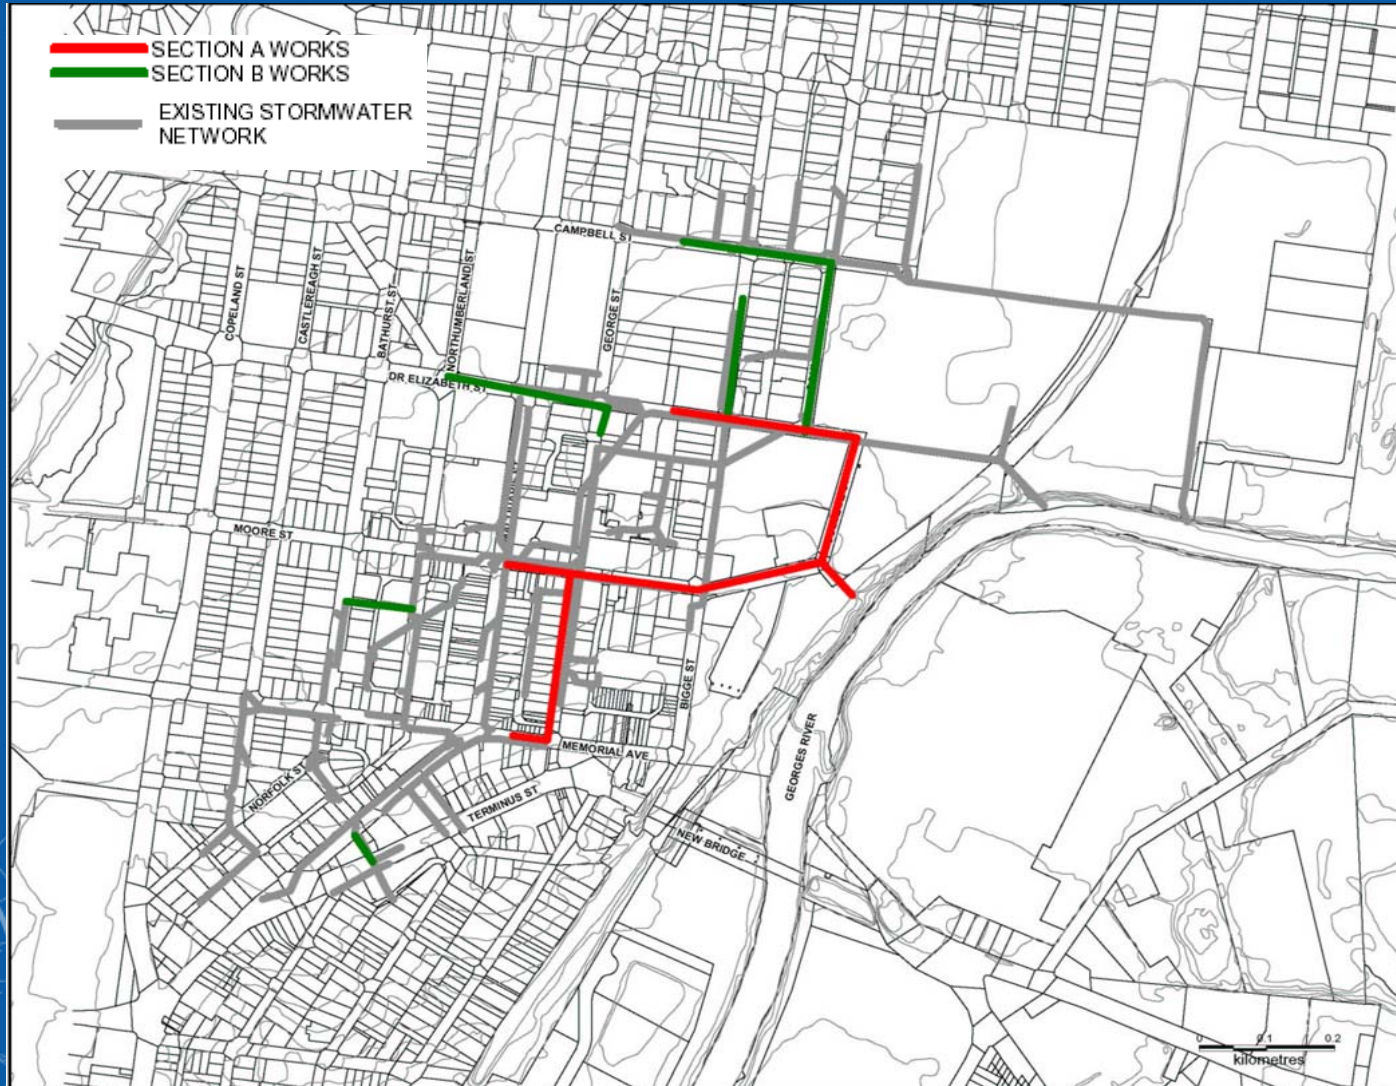 SECTION A WORKS
SECTION B WORKS
EXISTING STORMWATER
NETWORK
CAMPBELL ST
COPELAND ST
CASTLEREAGH ST
BATHURST ST
NORTHUMBERLAND ST
GEORGE ST
DR ELIZABETH ST
MOORE ST
BIGGE ST
MEMORIAL AVE
GEORGES RIVER
NORFOLK ST
TERMINUS ST
NEW BRIDGE
0 0.1 0.2
kilometres